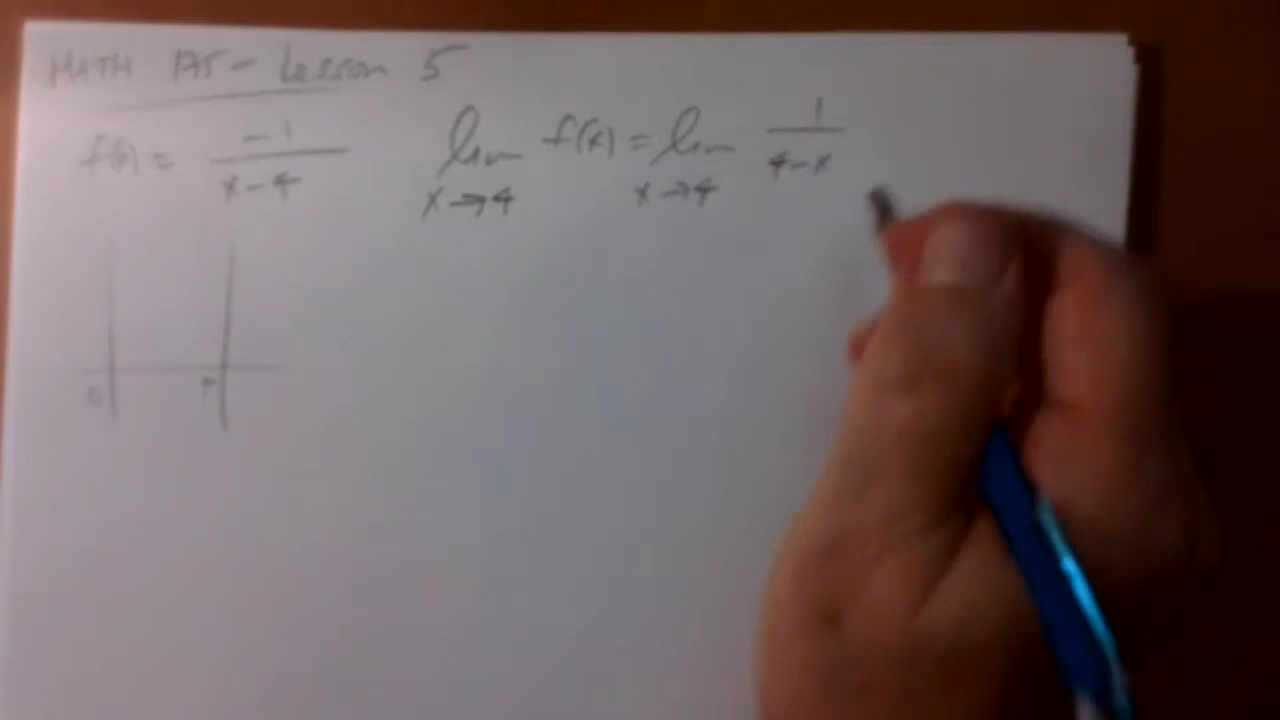 MATH 175 - Lesson 5
f(x) = -1/(x-4) lim x→4 f(x) = lim x→4 1/(4-x)
0 4